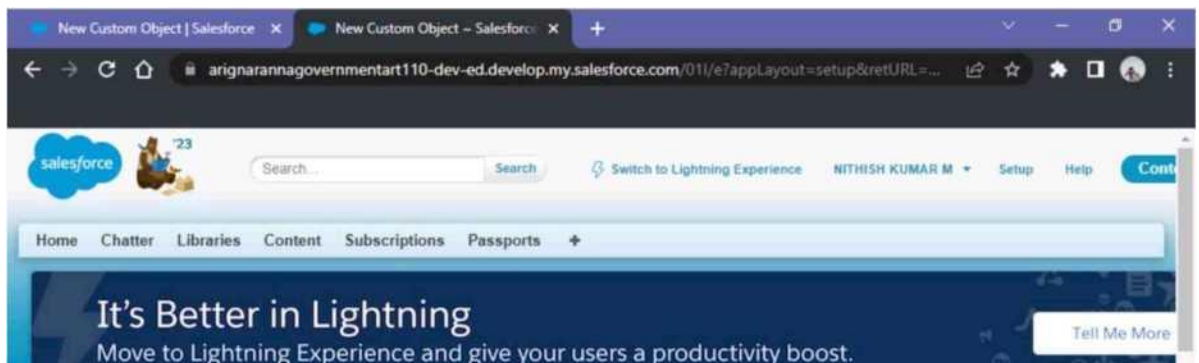 New Custom Object | Salesforce
New Custom Object ~ Salesforc
arignarannagovernmentart110-dev-ed.develop.my.salesforce.com/01I/e?appLayout=setup&retURL=...
salesforce
'23
Search...
Search
Switch to Lightning Experience
NITHISH KUMAR M
Setup
Help
Cont
Home Chatter Libraries Content Subscriptions Passports +
It's Better in Lightning
Tell Me More
Move to Lightning Experience and give your users a productivity boost.